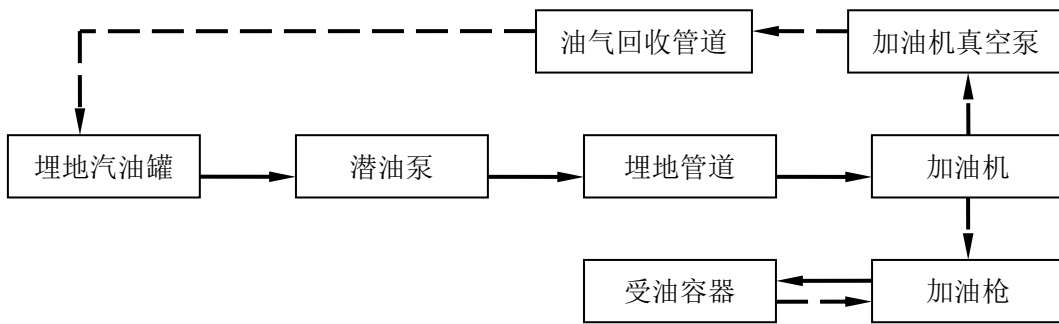 油气回收管道
加油机真空泵
埋地汽油罐
潜油泵
埋地管道
加油机
受油容器
加油枪